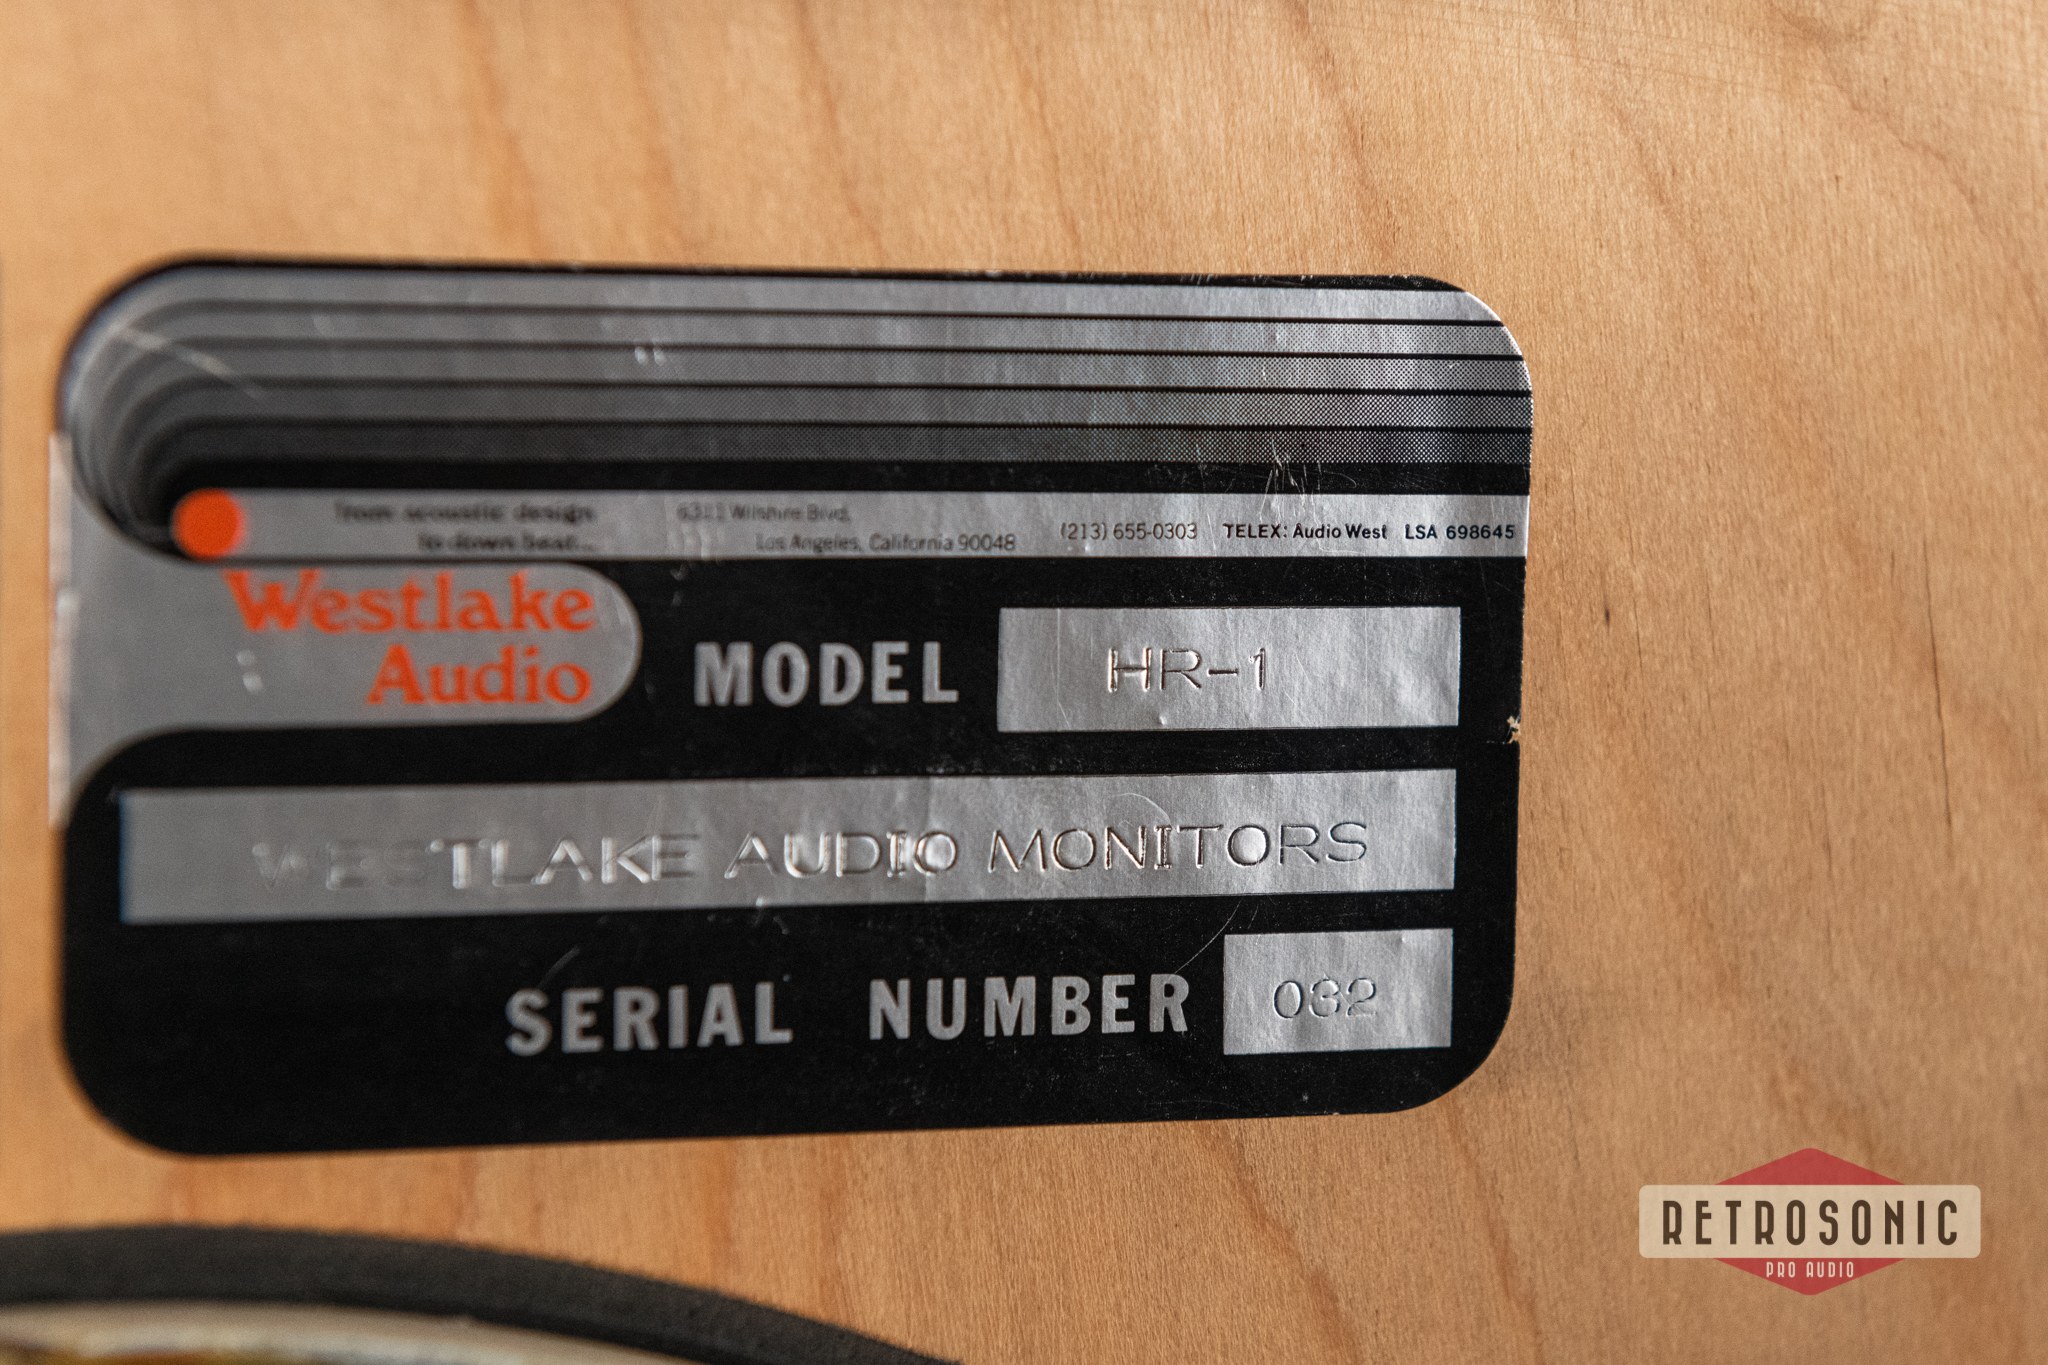 from acoustic design
to down beat...
6311 Wilshire Blvd.
Los Angeles, California 90048
(213) 655-0303 TELEX: Audio West LSA 698645
Westlake
Audio
MODEL HR-1
WESTLAKE AUDIO MONITORS
SERIAL NUMBER 032
RETROSONIC
PRO AUDIO